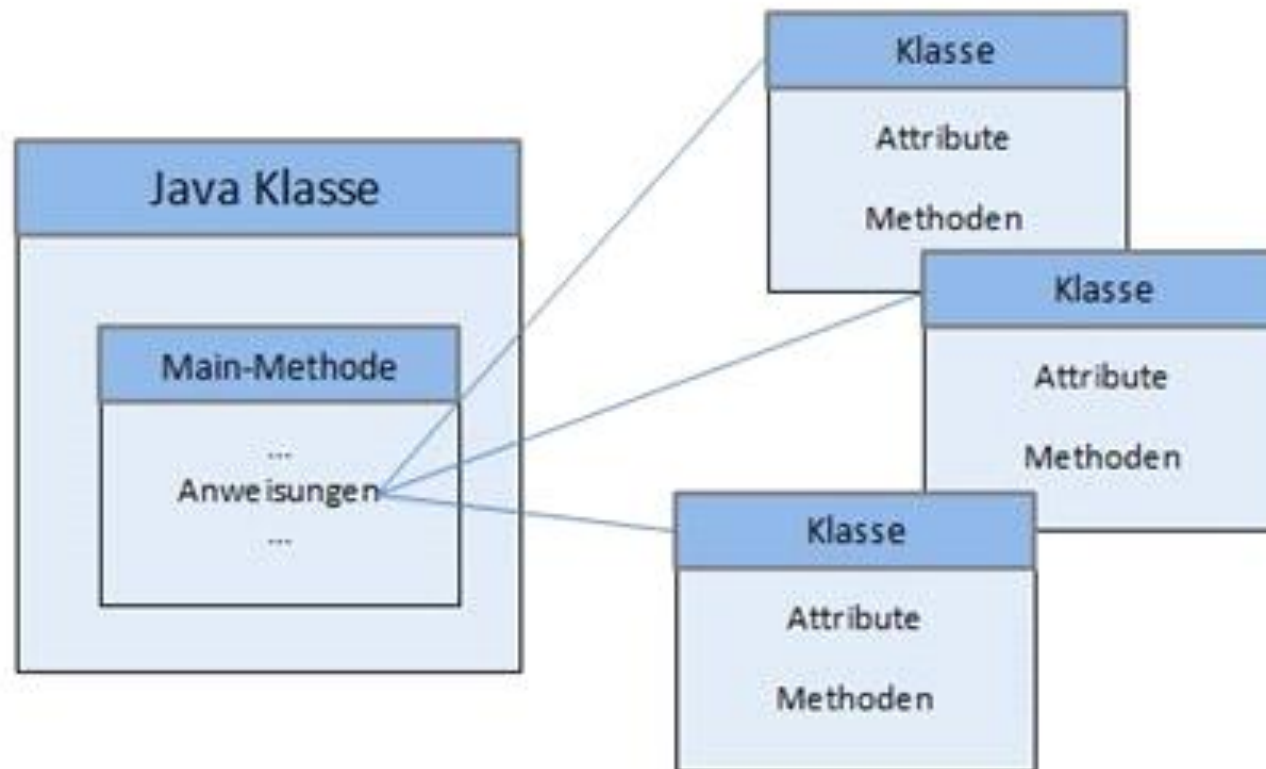 Java Klasse
Main-Methode
...
Anweisungen
...
Klasse
Attribute
Methoden
Klasse
Attribute
Methoden
Klasse
Attribute
Methoden